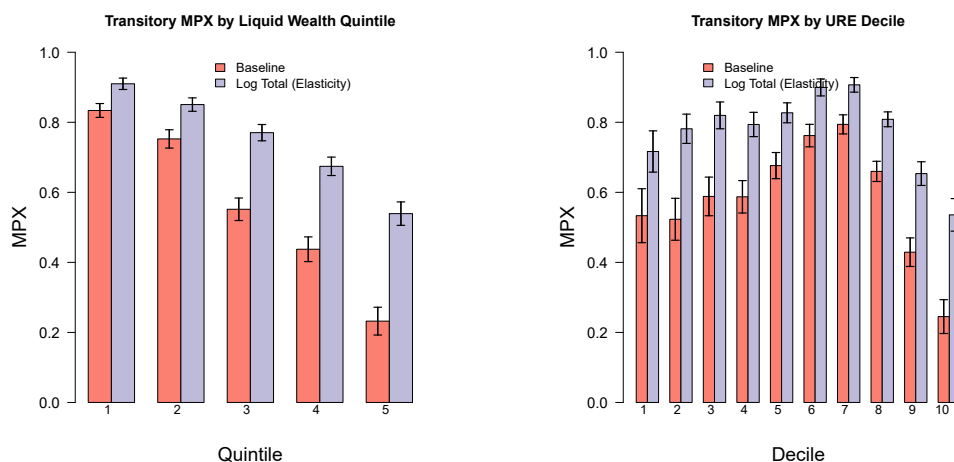 Transitory MPX by Liquid Wealth Quintile
1.0
0.8
0.6
0.4
0.2
0.0
MPX
Baseline
Log Total (Elasticity)
1 2 3 4 5
Quintile
Transitory MPX by URE Decile
1.0
0.8
0.6
0.4
0.2
0.0
MPX
Baseline
Log Total (Elasticity)
1 2 3 4 5 6 7 8 9 10
Decile